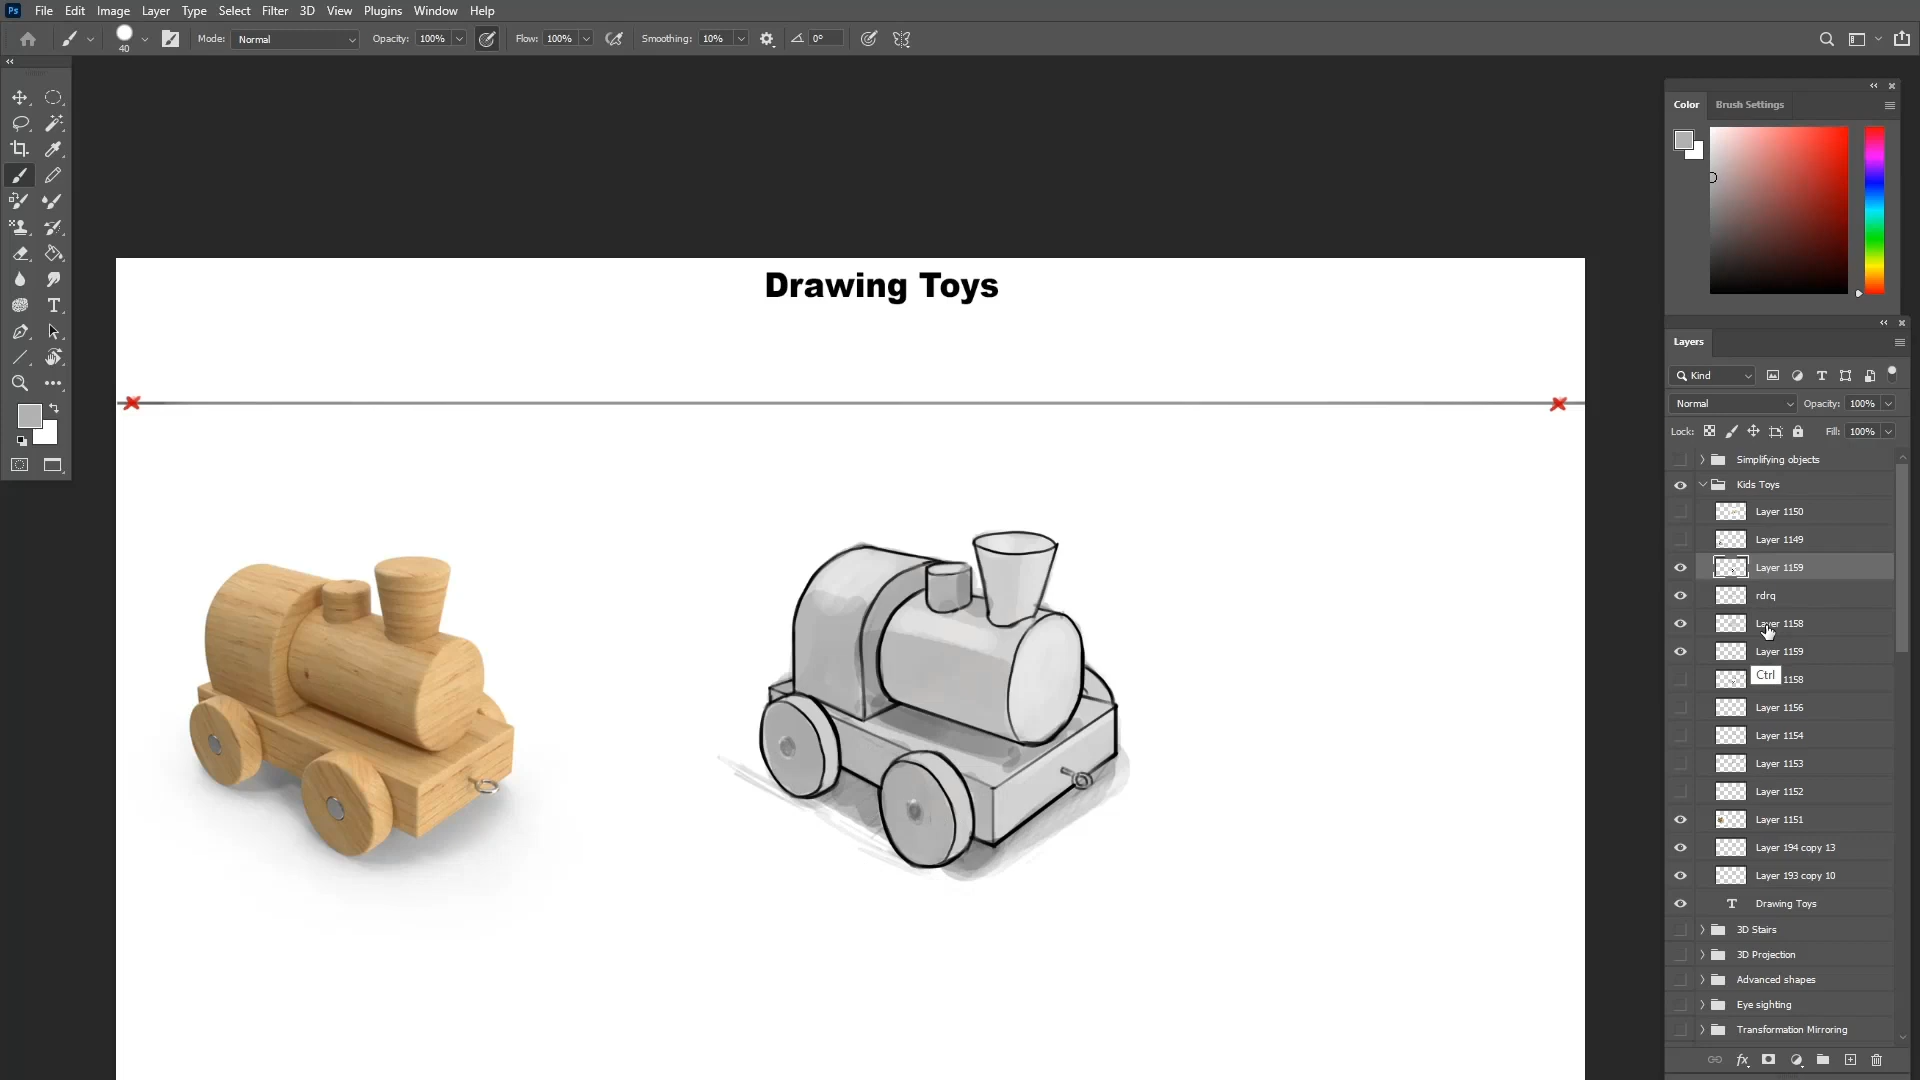 Ps File Edit Image Layer Type Select Filter 3D View Plugins Window Help
40 Mode: Normal Opacity: 100% Flow: 100% Smoothing: 10% 0°
Color Brush Settings
Drawing Toys
Layers
Kind
Normal Opacity: 100%
Lock: Fill: 100%
Simplifying objects
Kids Toys
Layer 1150
Layer 1149
Layer 1159
rdrq
Layer 1158
Layer 1159
Ctrl 1158
Layer 1156
Layer 1154
Layer 1153
Layer 1152
Layer 1151
Layer 194 copy 13
Layer 193 copy 10
T Drawing Toys
3D Stairs
3D Projection
Advanced shapes
Eye sighting
Transformation Mirroring
fx